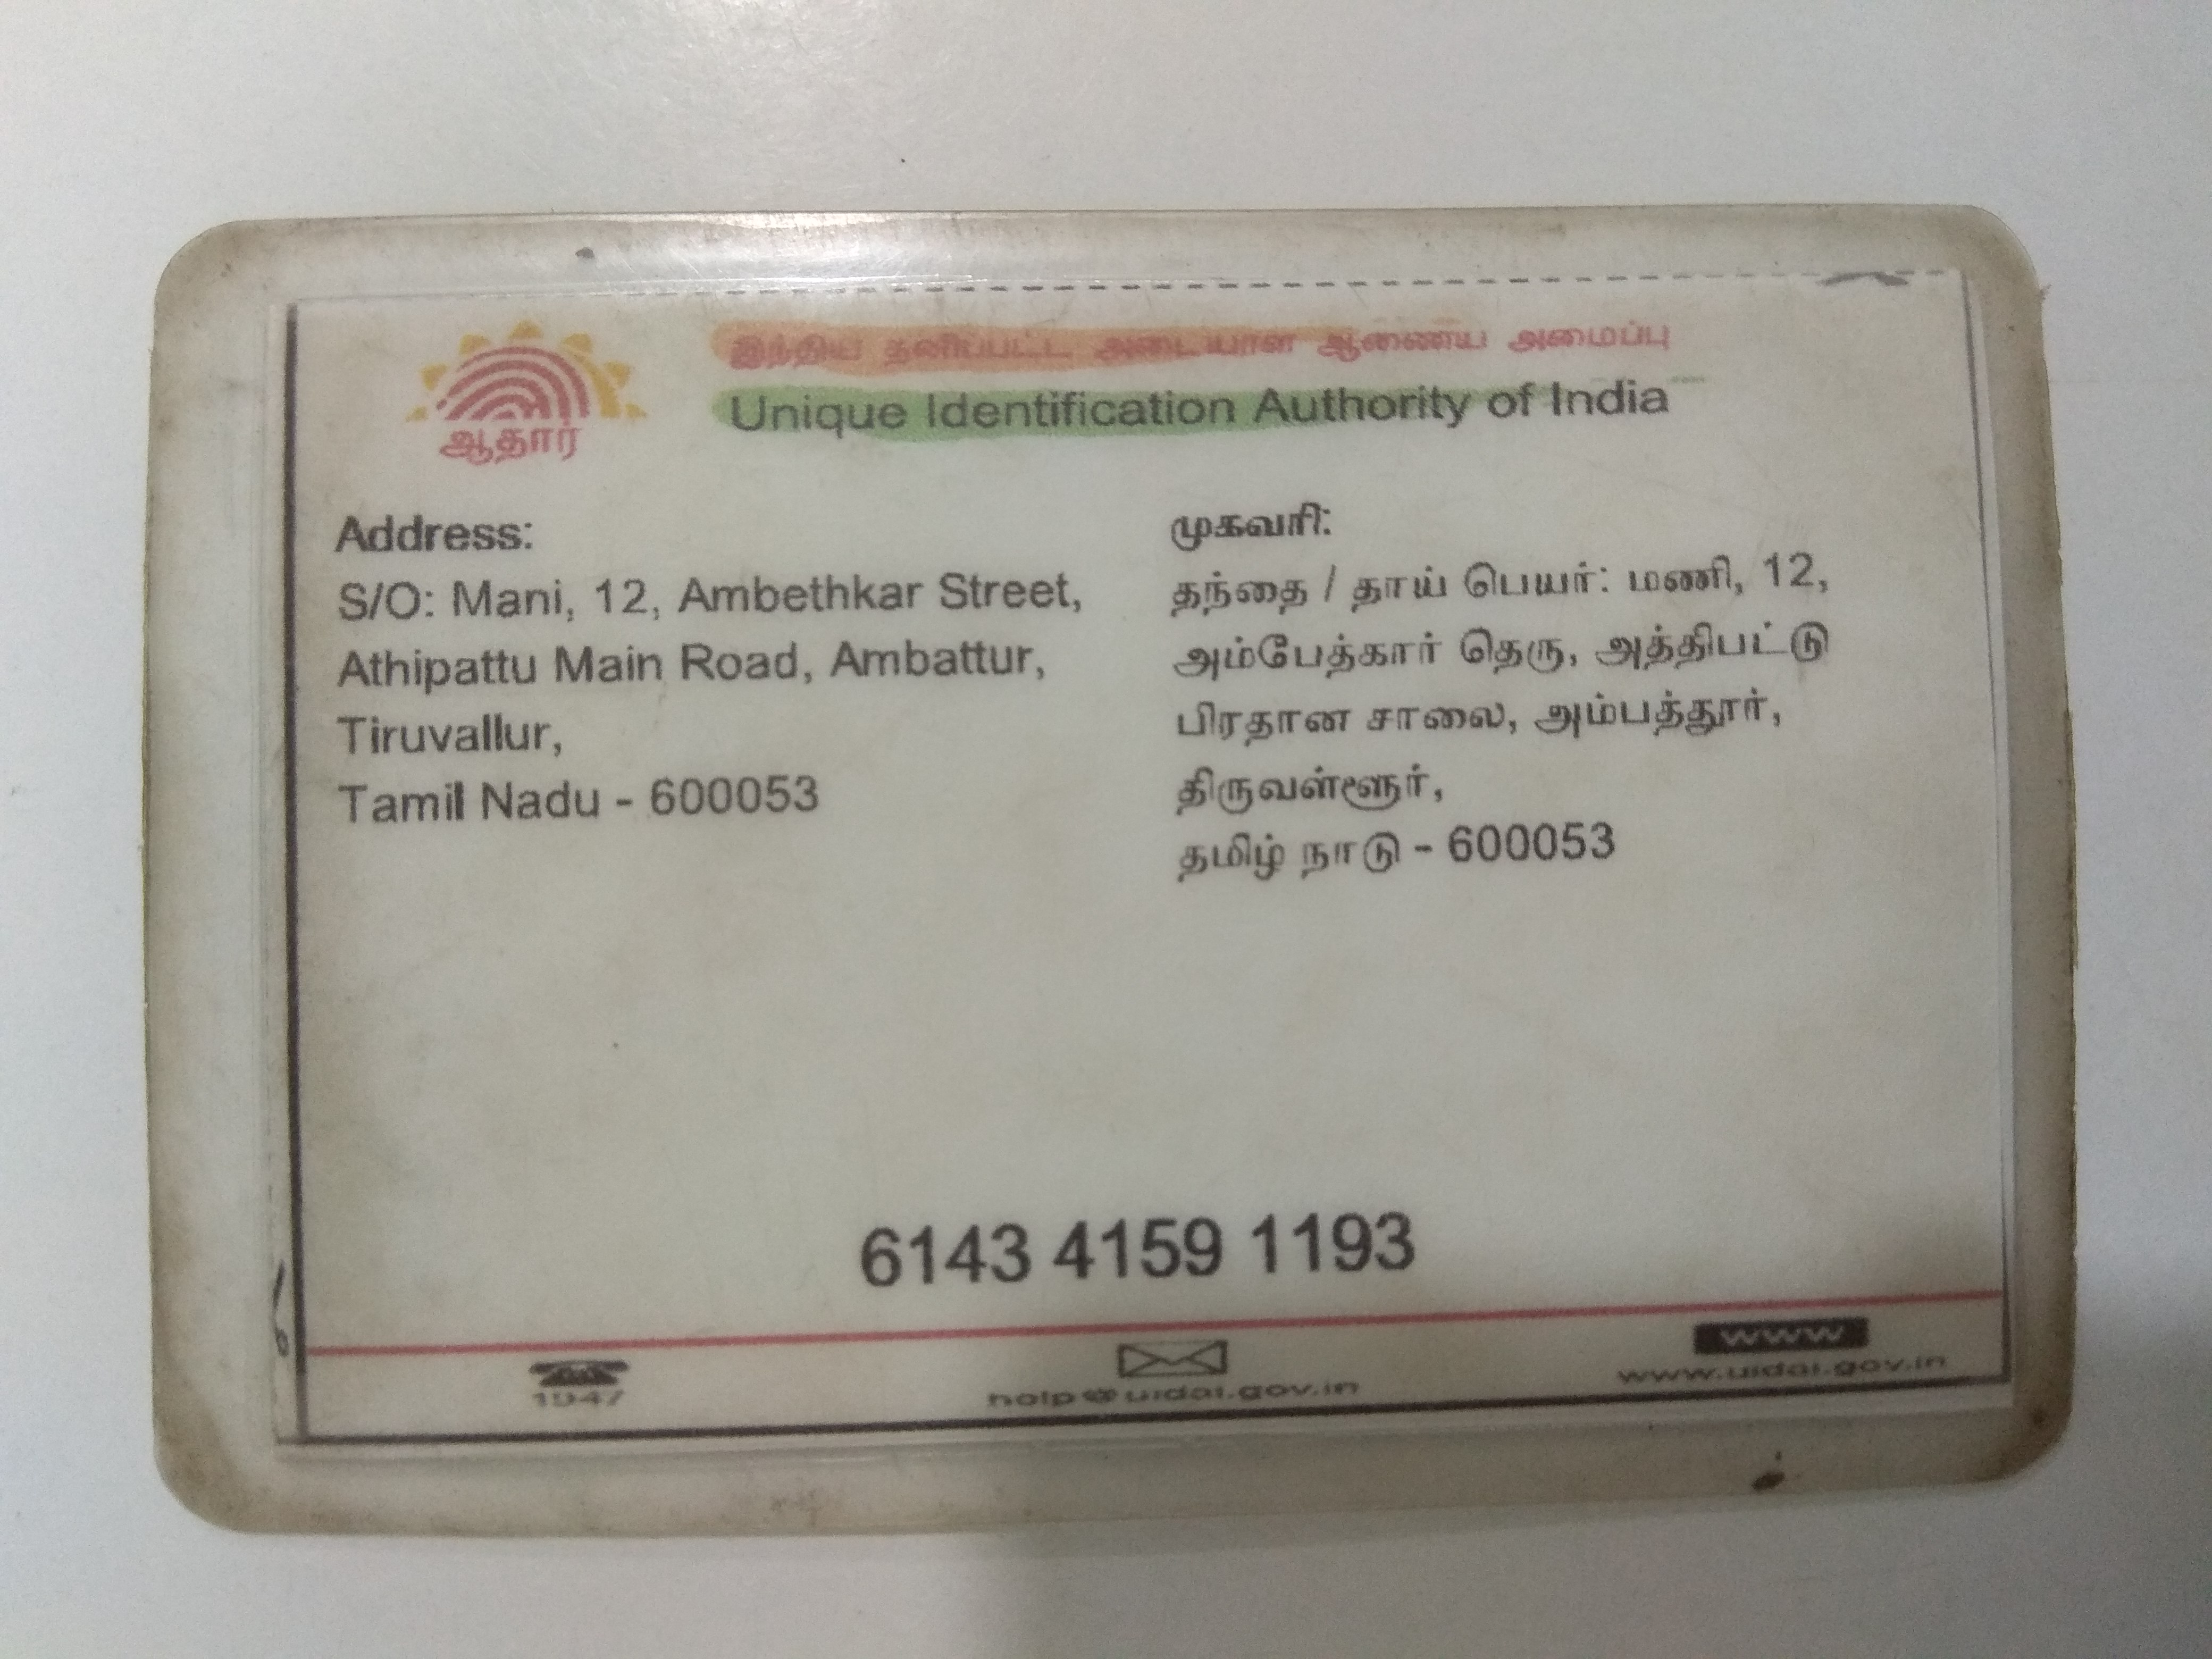 இந்திய தனிப்பட்ட அடையாள ஆணைய அமைப்பு
Unique Identification Authority of India
ஆதார்
Address:
S/O: Mani, 12, Ambethkar Street,
Athipattu Main Road, Ambattur,
Tiruvallur,
Tamil Nadu - 600053
முகவரி:
தந்தை / தாய் பெயர்: மணி, 12,
அம்பேத்கார் தெரு, அத்திபட்டு
பிரதான சாலை, அம்பத்தூர்,
திருவள்ளூர்,
தமிழ் நாடு - 600053
6143 4159 1193
1947
help@uidai.gov.in
www
www.uidai.gov.in